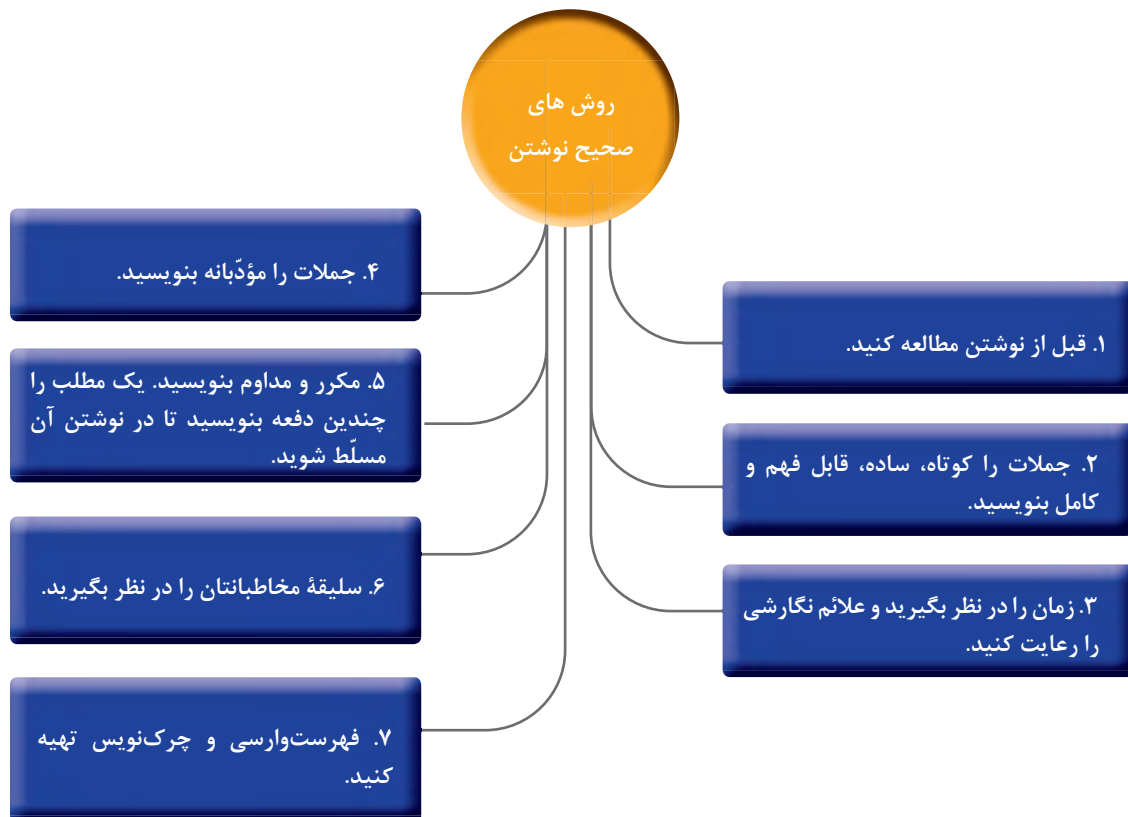 روش های
صحیح نوشتن
۱. قبل از نوشتن مطالعه کنید.
۲. جملات را کوتاه، ساده، قابل فهم و
کامل بنویسید.
۳. زمان را در نظر بگیرید و علائم نگارشی
را رعایت کنید.
۴. جملات را مؤدّبانه بنویسید.
۵. مکرر و مداوم بنویسید. یک مطلب را
چندین دفعه بنویسید تا در نوشتن آن
مسلّط شوید.
۶. سلیقهٔ مخاطبانتان را در نظر بگیرید.
۷. فهرست‌وارسی و چرک‌نویس تهیه
کنید.